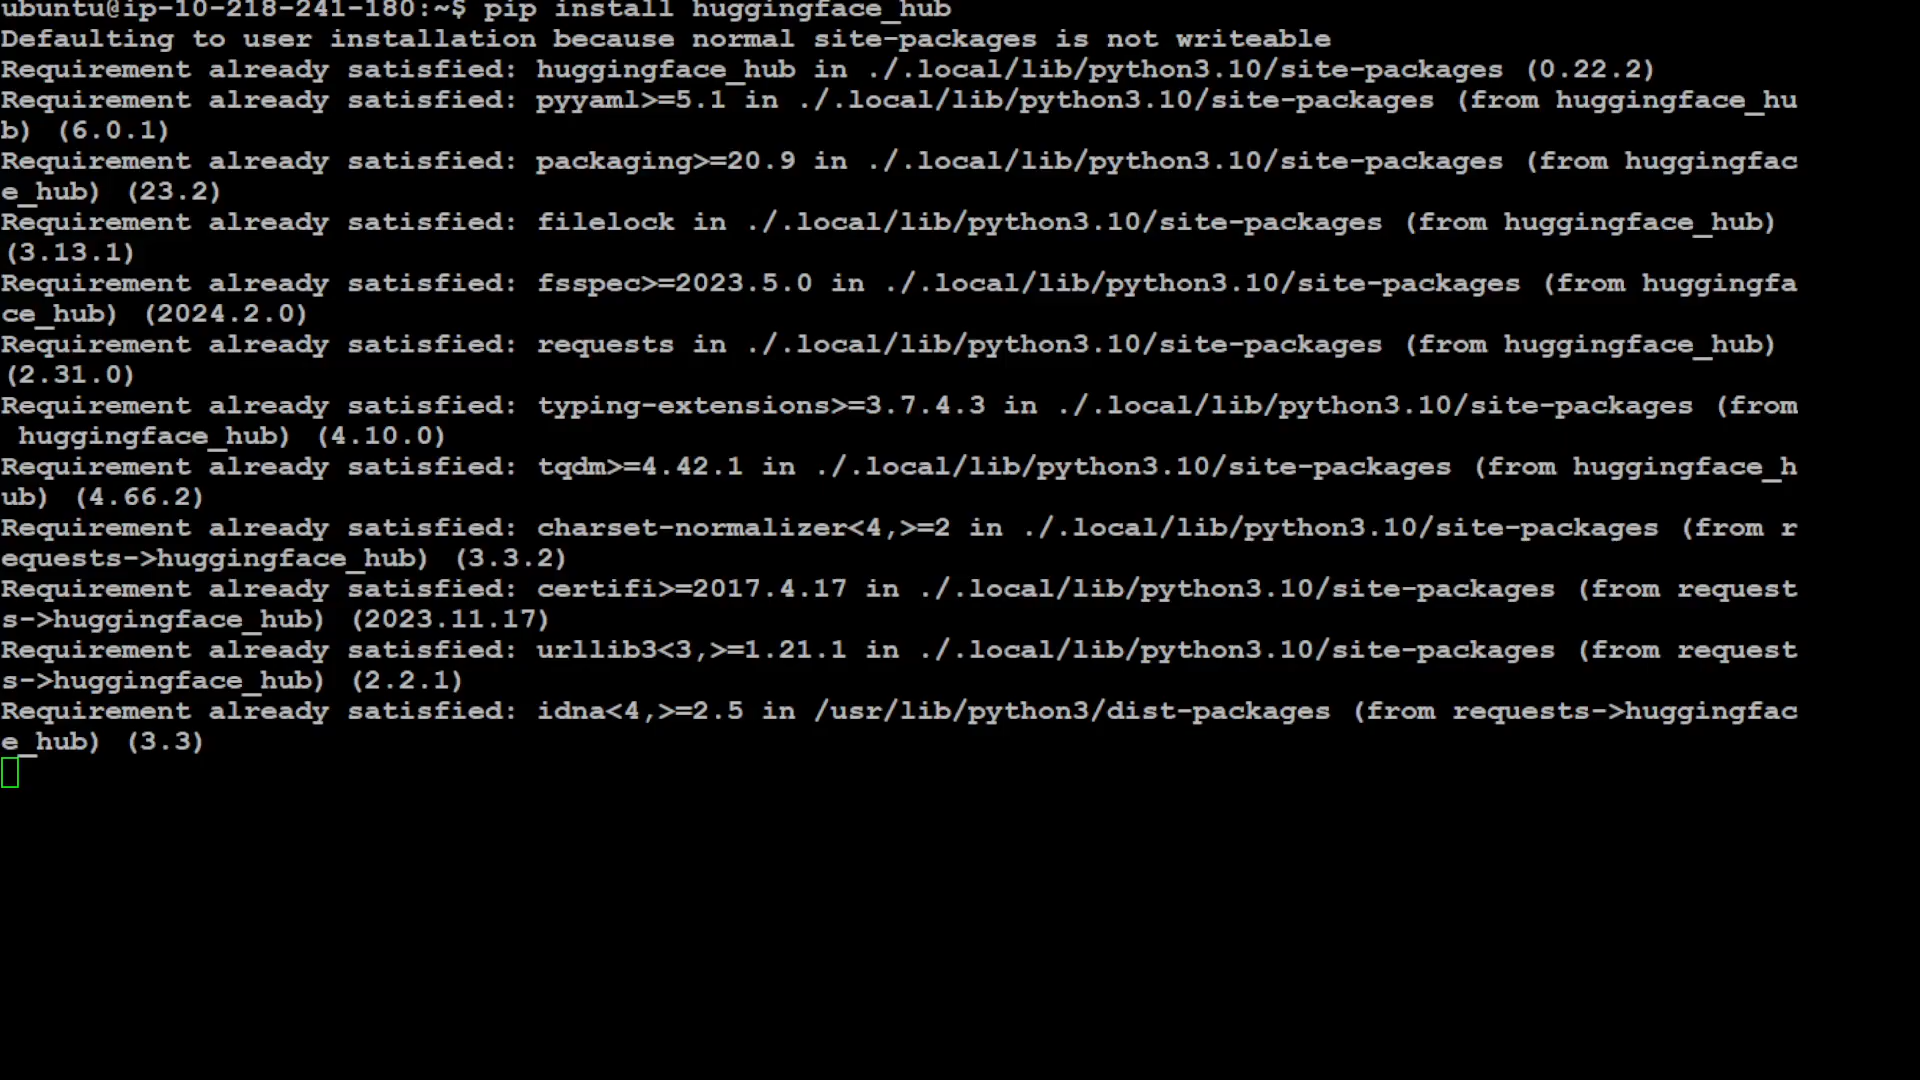 ubuntu@ip-10-218-241-180:~$ pip install huggingface_hub
Defaulting to user installation because normal site-packages is not writeable
Requirement already satisfied: huggingface_hub in ./.local/lib/python3.10/site-packages (0.22.2)
Requirement already satisfied: pyyaml>=5.1 in ./.local/lib/python3.10/site-packages (from huggingface_hu
b) (6.0.1)
Requirement already satisfied: packaging>=20.9 in ./.local/lib/python3.10/site-packages (from huggingfac
e_hub) (23.2)
Requirement already satisfied: filelock in ./.local/lib/python3.10/site-packages (from huggingface_hub)
(3.13.1)
Requirement already satisfied: fsspec>=2023.5.0 in ./.local/lib/python3.10/site-packages (from huggingfa
ce_hub) (2024.2.0)
Requirement already satisfied: requests in ./.local/lib/python3.10/site-packages (from huggingface_hub)
(2.31.0)
Requirement already satisfied: typing-extensions>=3.7.4.3 in ./.local/lib/python3.10/site-packages (from
 huggingface_hub) (4.10.0)
Requirement already satisfied: tqdm>=4.42.1 in ./.local/lib/python3.10/site-packages (from huggingface_h
ub) (4.66.2)
Requirement already satisfied: charset-normalizer<4,>=2 in ./.local/lib/python3.10/site-packages (from r
equests->huggingface_hub) (3.3.2)
Requirement already satisfied: certifi>=2017.4.17 in ./.local/lib/python3.10/site-packages (from request
s->huggingface_hub) (2023.11.17)
Requirement already satisfied: urllib3<3,>=1.21.1 in ./.local/lib/python3.10/site-packages (from request
s->huggingface_hub) (2.2.1)
Requirement already satisfied: idna<4,>=2.5 in /usr/lib/python3/dist-packages (from requests->huggingfac
e_hub) (3.3)